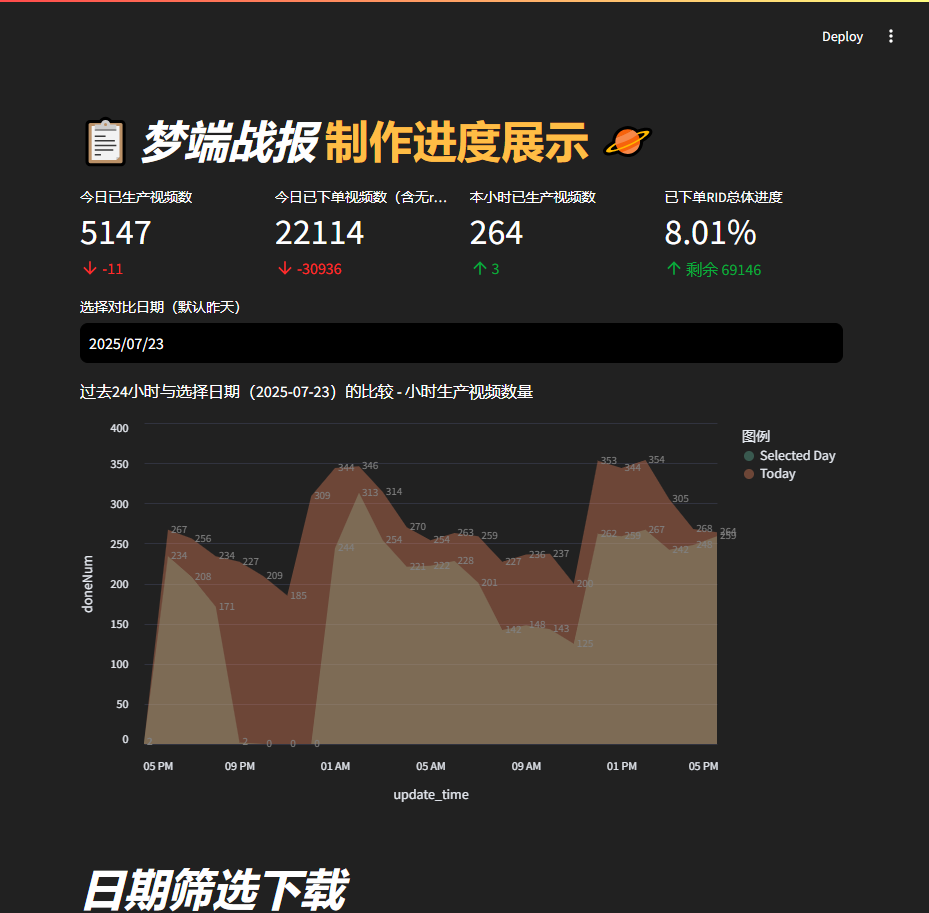 Deploy
梦端战报 制作进度展示
今日已生产视频数
5147
-11
今日已下单视频数（含无r...
22114
-30936
本小时已生产视频数
264
3
已下单RID总体进度
8.01%
剩余 69146
选择对比日期（默认昨天）
2025/07/23
过去24小时与选择日期（2025-07-23）的比较 - 小时生产视频数量
图例
Selected Day
Today
doneNum
400
350
300
250
200
150
100
50
0
267 256 234 227 209 185 309 344 346 314 270 254 263 259 227 236 237 200 353 344 354 305 268 264
2 234 208 171 2 0 0 0 244 313 254 221 222 228 201 142 148 143 125 262 259 267 242 259
05 PM 09 PM 01 AM 05 AM 09 AM 01 PM 05 PM
update_time
日期筛选下载